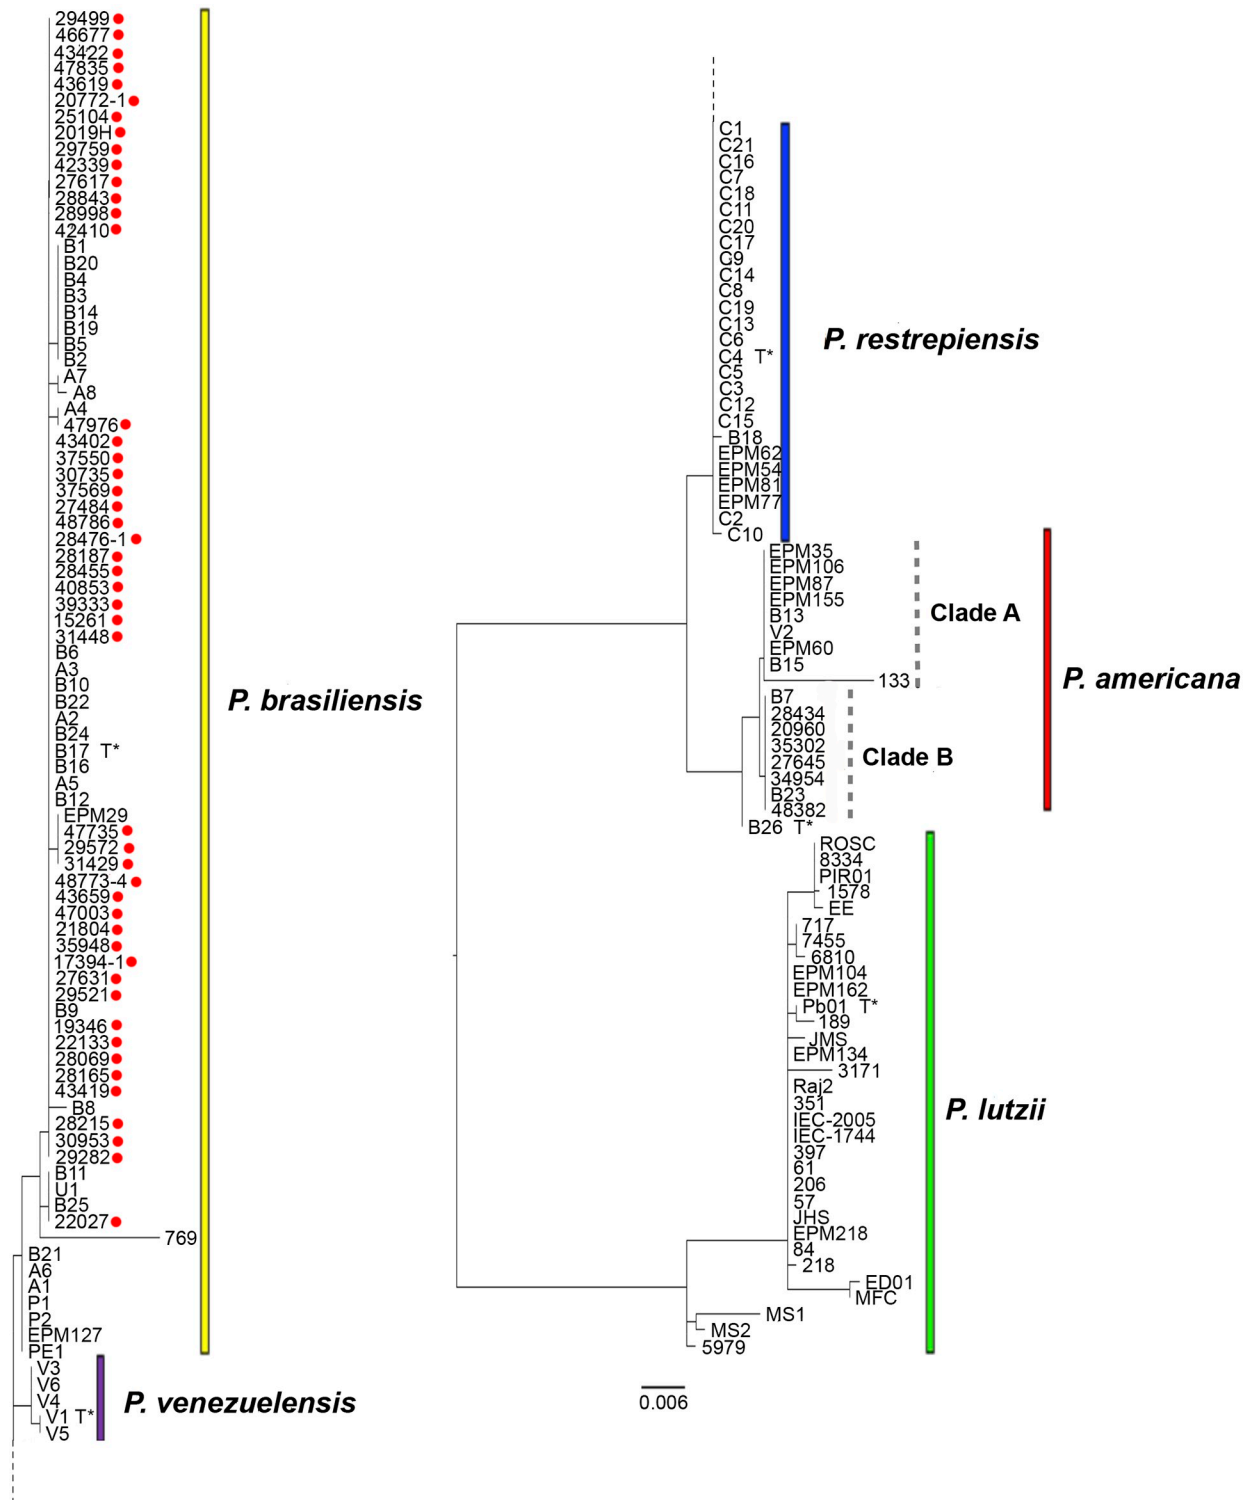 29499
46677
43422
47835
43619
20772-1
25104
2019H
29759
42339
27617
28843
28998
42410
B1
B20
B4
B3
B14
B19
B5
B2
A7
A8
A4
47976
43402
37550
30735
37569
27484
48786
28476-1
28187
28455
40853
39333
15261
31448
B6
A3
B10
B22
A2
B24
B17 T*
B16
A5
B12
EPM29
47735
29572
31429
48773-4
43659
47003
21804
35948
17394-1
27631
29521
B9
19346
22133
28069
28165
43419
B8
28215
30953
29282
B11
U1
B25
22027
769
B21
A6
A1
P1
P2
EPM127
PE1
P. brasiliensis
V3
V6
V4
V1 T*
V5
P. venezuelensis
C1
C21
C16
C7
C18
C11
C20
C17
C9
C14
C8
C19
C13
C6
C4 T*
C5
C3
C12
C15
B18
EPM62
EPM54
EPM81
EPM77
C2
C10
P. restrepiensis
EPM35
EPM106
EPM87
EPM155
B13
V2
EPM60
B15
133
Clade A
B7
28434
20960
35302
27645
34954
B23
48382
Clade B
B26 T*
P. americana
ROSC
8334
PIR01
1578
EE
717
7455
6810
EPM104
EPM162
Pb01 T*
189
JMS
EPM134
3171
Raj2
351
IEC-2005
IEC-1744
397
61
206
57
JHS
EPM218
84
218
ED01
MFC
MS1
MS2
5979
P. lutzii
0.006